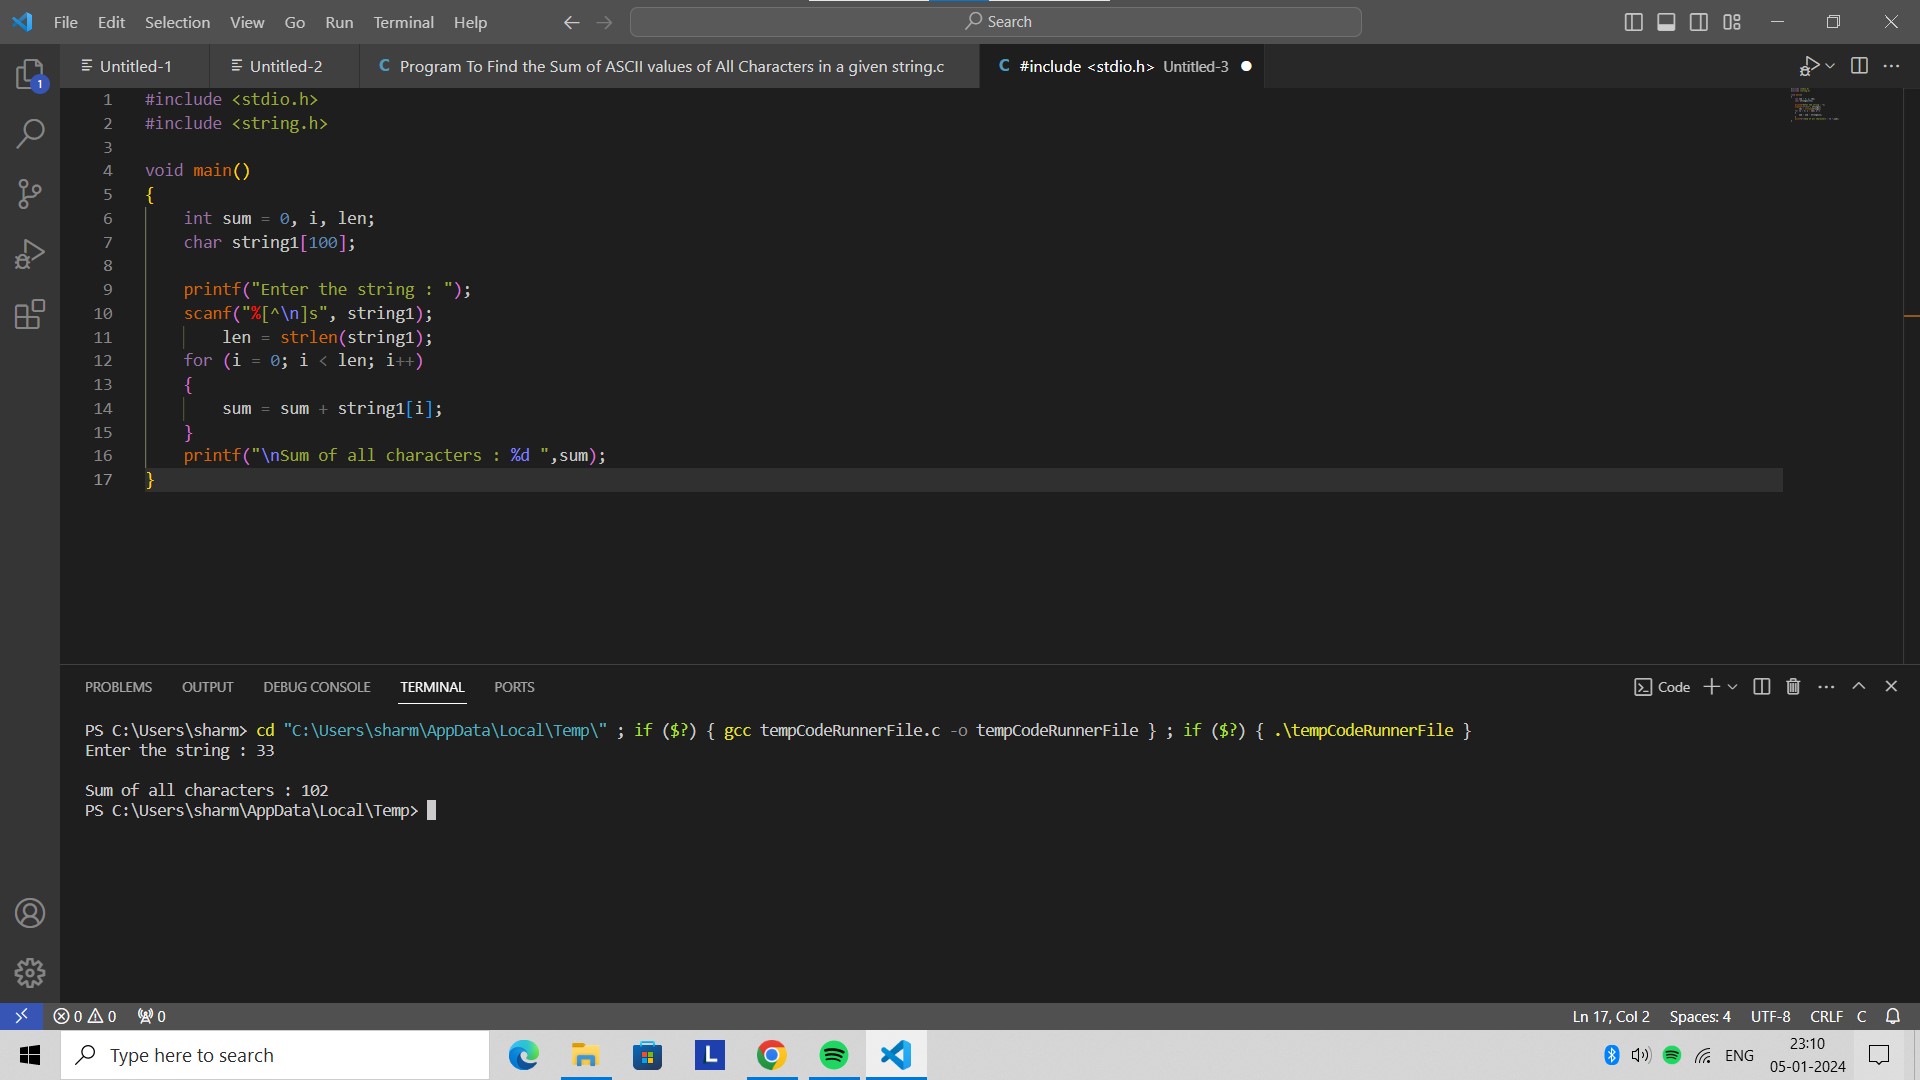 File Edit Selection View Go Run Terminal Help Search
1
Untitled-1 Untitled-2 C Program To Find the Sum of ASCII values of All Characters in a given string.c C #include <stdio.h> Untitled-3
1 #include <stdio.h>
2 #include <string.h>
3
4 void main()
5 {
6 int sum = 0, i, len;
7 char string1[100];
8
9 printf("Enter the string : ");
10 scanf("%[^\n]s", string1);
11 len = strlen(string1);
12 for (i = 0; i < len; i++)
13 {
14 sum = sum + string1[i];
15 }
16 printf("\nSum of all characters : %d ",sum);
17 }
PROBLEMS OUTPUT DEBUG CONSOLE TERMINAL PORTS Code
PS C:\Users\sharm> cd "C:\Users\sharm\AppData\Local\Temp\" ; if ($?) { gcc tempCodeRunnerFile.c -o tempCodeRunnerFile } ; if ($?) { .\tempCodeRunnerFile }
Enter the string : 33
Sum of all characters : 102
PS C:\Users\sharm\AppData\Local\Temp>
0 0 0 Ln 17, Col 2 Spaces: 4 UTF-8 CRLF C
Type here to search L ENG 23:10
05-01-2024